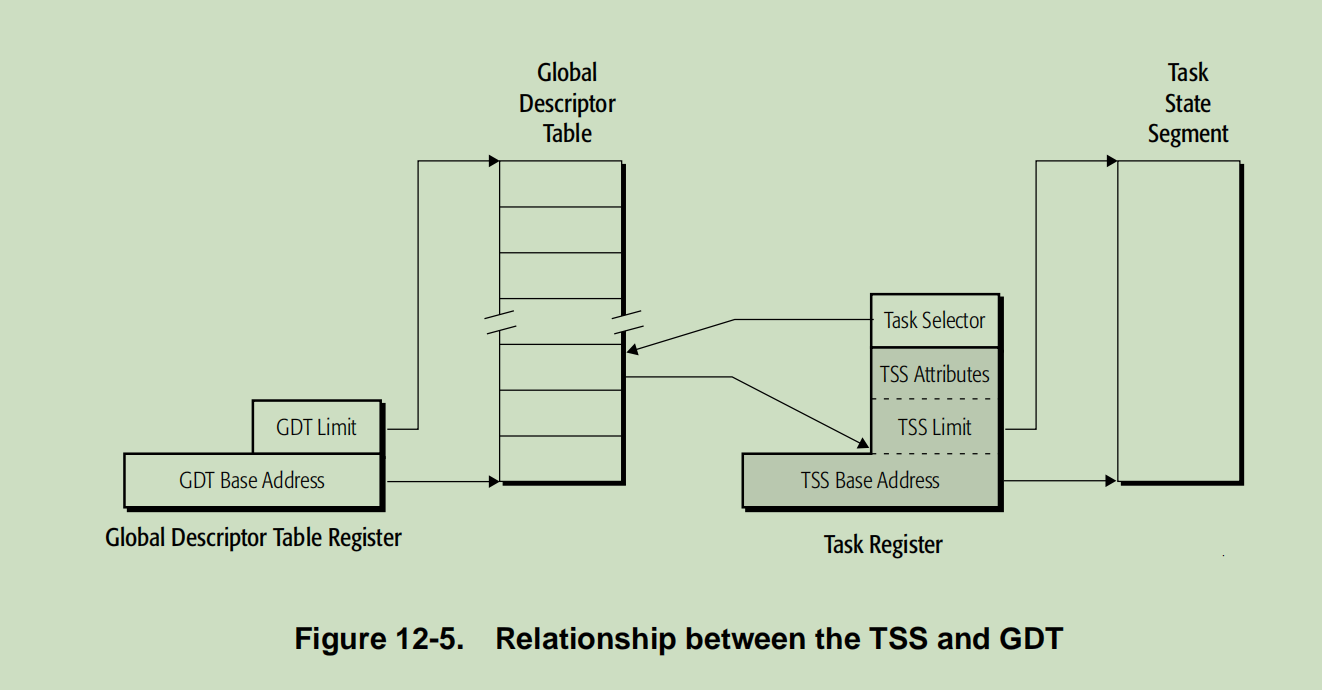 Global
Descriptor
Table
Task
State
Segment
Task Selector
TSS Attributes
GDT Limit
TSS Limit
GDT Base Address
TSS Base Address
Global Descriptor Table Register
Task Register
Figure 12-5. Relationship between the TSS and GDT